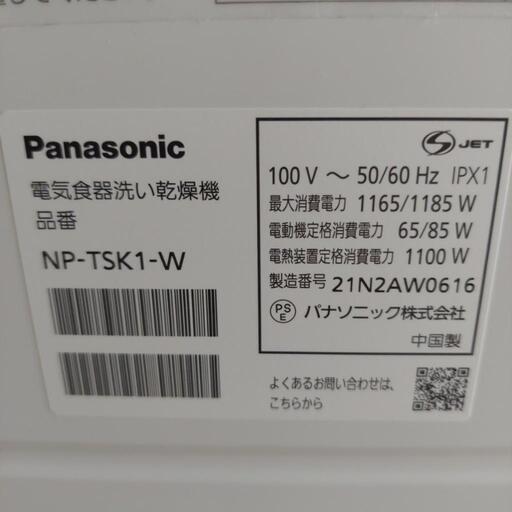 Panasonic
電気食器洗い乾燥機
品番
NP-TSK1-W
JET
100 V ～ 50/60 Hz IPX1
最大消費電力 1165/1185 W
電動機定格消費電力 65/85 W
電熱装置定格消費電力 1100 W
製造番号 21N2AW0616
PSE パナソニック株式会社
中国製
よくあるお問い合わせは、
こちらから